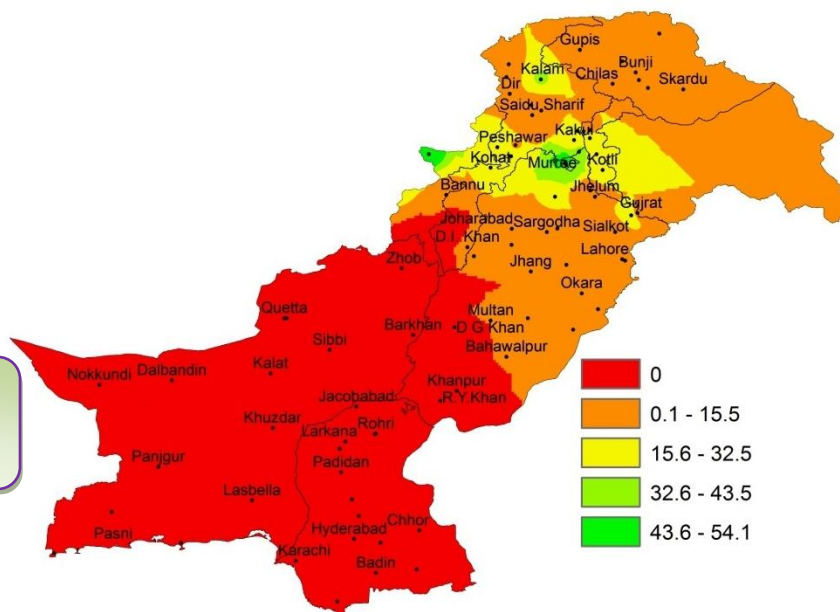 Gupis
Bunji
Kalam
Chilas
Skardu
Dir
Saidu Sharif
Kakul
Peshawar
Kohat
Murree
Kotli
Bannu
Jhelum
Gujrat
Joharabad
Sargodha
Sialkot
D.I. Khan
Lahore
Zhob
Jhang
Okara
Quetta
Multan
Barkhan
D G Khan
Sibbi
Bahawalpur
Nokkundi
Dalbandin
Kalat
Khanpur
R.Y.Khan
Jacobabad
Khuzdar
Rohri
Larkana
Panjgur
Padidan
Lasbella
Pasni
Hyderabad
Chhor
Karachi
Badin
0
0.1 - 15.5
15.6 - 32.5
32.6 - 43.5
43.6 - 54.1